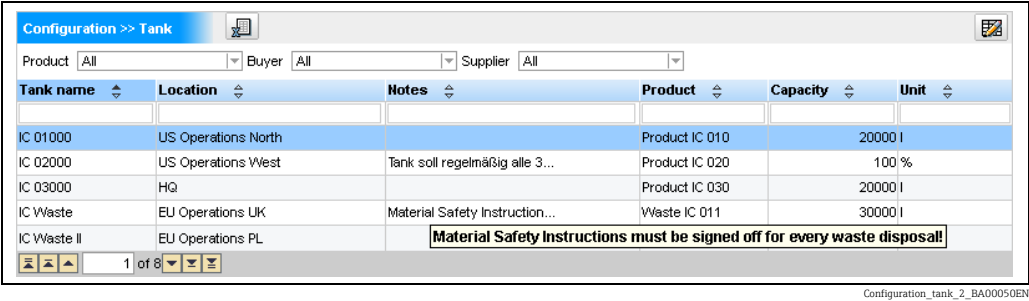 Configuration >> Tank
Product All Buyer All Supplier All
Tank name Location Notes Product Capacity Unit
IC 01000 US Operations North Product IC 010 20000 l
IC 02000 US Operations West Tank soll regelmäßig alle 3... Product IC 020 100 %
IC 03000 HQ Product IC 030 20000 l
IC Waste EU Operations UK Material Safety Instruction... Waste IC 011 30000 l
IC Waste II EU Operations PL Material Safety Instructions must be signed off for every waste disposal!
1 of 8
Configuration_tank_2_BA00050EN